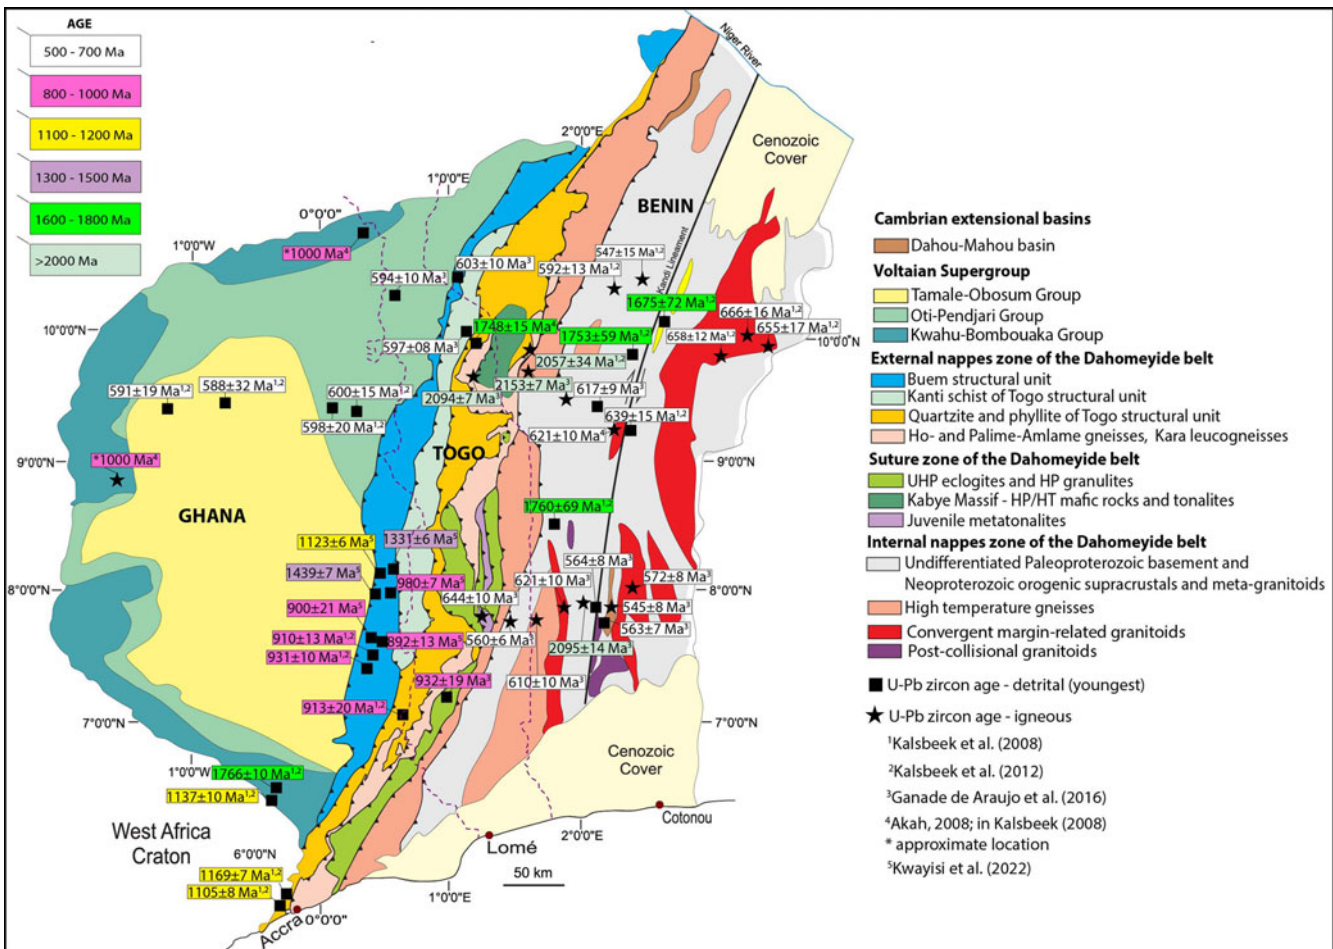 AGE
500 - 700 Ma
800 - 1000 Ma
1100 - 1200 Ma
1300 - 1500 Ma
1600 - 1800 Ma
>2000 Ma
Niger River
Cenozoic
Cover
2°0'0"E
1°0'0"E
0°0'0"
1°0'0"W
BENIN
Kandi Lineament
*1000 Ma⁴
594±10 Ma³
603±10 Ma³
547±15 Ma¹,²
592±13 Ma¹,²
1675±72 Ma¹,²
666±16 Ma¹,²
655±17 Ma¹,²
658±12 Ma¹,²
10°0'0"N
10°0'0"N
1748±15 Ma⁴
1753±59 Ma¹,²
597±08 Ma³
2057±34 Ma¹,²
2153±7 Ma³
2094±7 Ma³
617±9 Ma³
591±19 Ma¹,²
588±32 Ma¹,²
600±15 Ma¹,²
598±20 Ma¹,²
639±15 Ma¹,²
621±10 Ma⁴
TOGO
*1000 Ma⁴
9°0'0"N
9°0'0"N
GHANA
1760±69 Ma¹,²
1123±6 Ma⁵
1331±6 Ma⁵
1439±7 Ma⁵
980±7 Ma⁵
564±8 Ma³
621±10 Ma³
572±8 Ma³
8°0'0"N
8°0'0"N
644±10 Ma³
900±21 Ma⁵
545±8 Ma³
910±13 Ma¹,²
892±13 Ma⁵
560±6 Ma⁵
563±7 Ma³
931±10 Ma¹,²
2095±14 Ma³
932±19 Ma³
610±10 Ma³
913±20 Ma¹,²
7°0'0"N
7°0'0"N
1°0'0"W
Cenozoic
Cover
1766±10 Ma¹,²
1137±10 Ma¹,²
West Africa
Craton
6°0'0"N
Cotonou
2°0'0"E
Lomé
50 km
1169±7 Ma¹,²
1105±8 Ma¹,²
1°0'0"E
0°0'0"
Accra
Cambrian extensional basins
Dahou-Mahou basin
Voltaian Supergroup
Tamale-Obosum Group
Oti-Pendjari Group
Kwahu-Bombouaka Group
External nappes zone of the Dahomeyide belt
Buem structural unit
Kanti schist of Togo structural unit
Quartzite and phyllite of Togo structural unit
Ho- and Palime-Amlame gneisses, Kara leucogneisses
Suture zone of the Dahomeyide belt
UHP eclogites and HP granulites
Kabye Massif - HP/HT mafic rocks and tonalites
Juvenile metatonalites
Internal nappes zone of the Dahomeyide belt
Undifferentiated Paleoproterozoic basement and
Neoproterozoic orogenic supracrustals and meta-granitoids
High temperature gneisses
Convergent margin-related granitoids
Post-collisional granitoids
U-Pb zircon age - detrital (youngest)
U-Pb zircon age - igneous
¹Kalsbeek et al. (2008)
²Kalsbeek et al. (2012)
³Ganade de Araujo et al. (2016)
⁴Akah, 2008; in Kalsbeek (2008)
* approximate location
⁵Kwayisi et al. (2022)